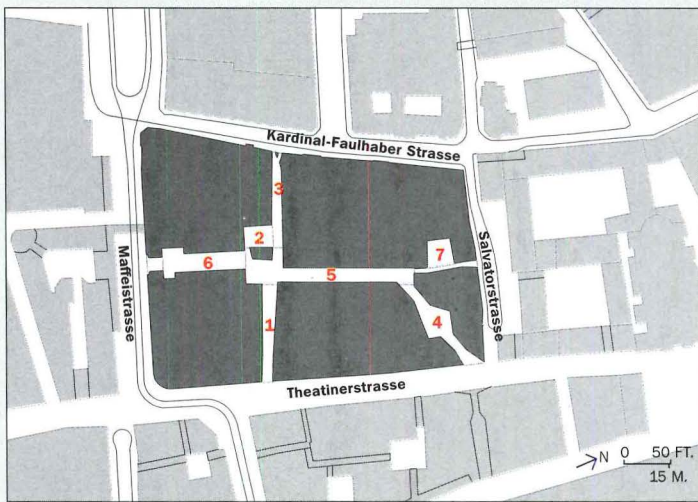 Kardinal-Faulhaber Strasse
3
2
Maffeistrasse
6
5
7
Salvatorstrasse
1
4
Theatinerstrasse
N
0 50 FT.
15 M.